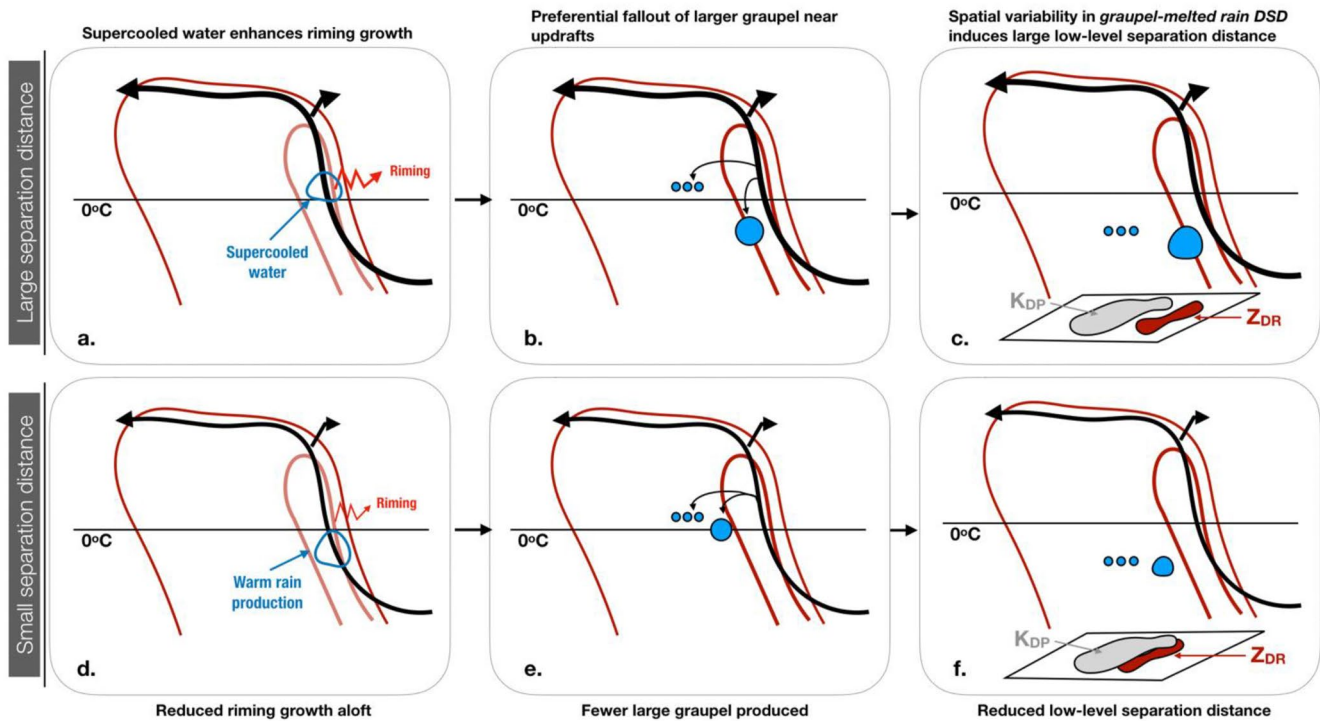 Large separation distance
Supercooled water enhances riming growth
Riming
0ºC
Supercooled
water
a.
Preferential fallout of larger graupel near
updrafts
0ºC
b.
Spatial variability in graupel-melted rain DSD
induces large low-level separation distance
0ºC
KDP
ZDR
c.
Small separation distance
Riming
0ºC
Warm rain
production
d.
Reduced riming growth aloft
0ºC
e.
Fewer large graupel produced
0ºC
KDP
ZDR
f.
Reduced low-level separation distance